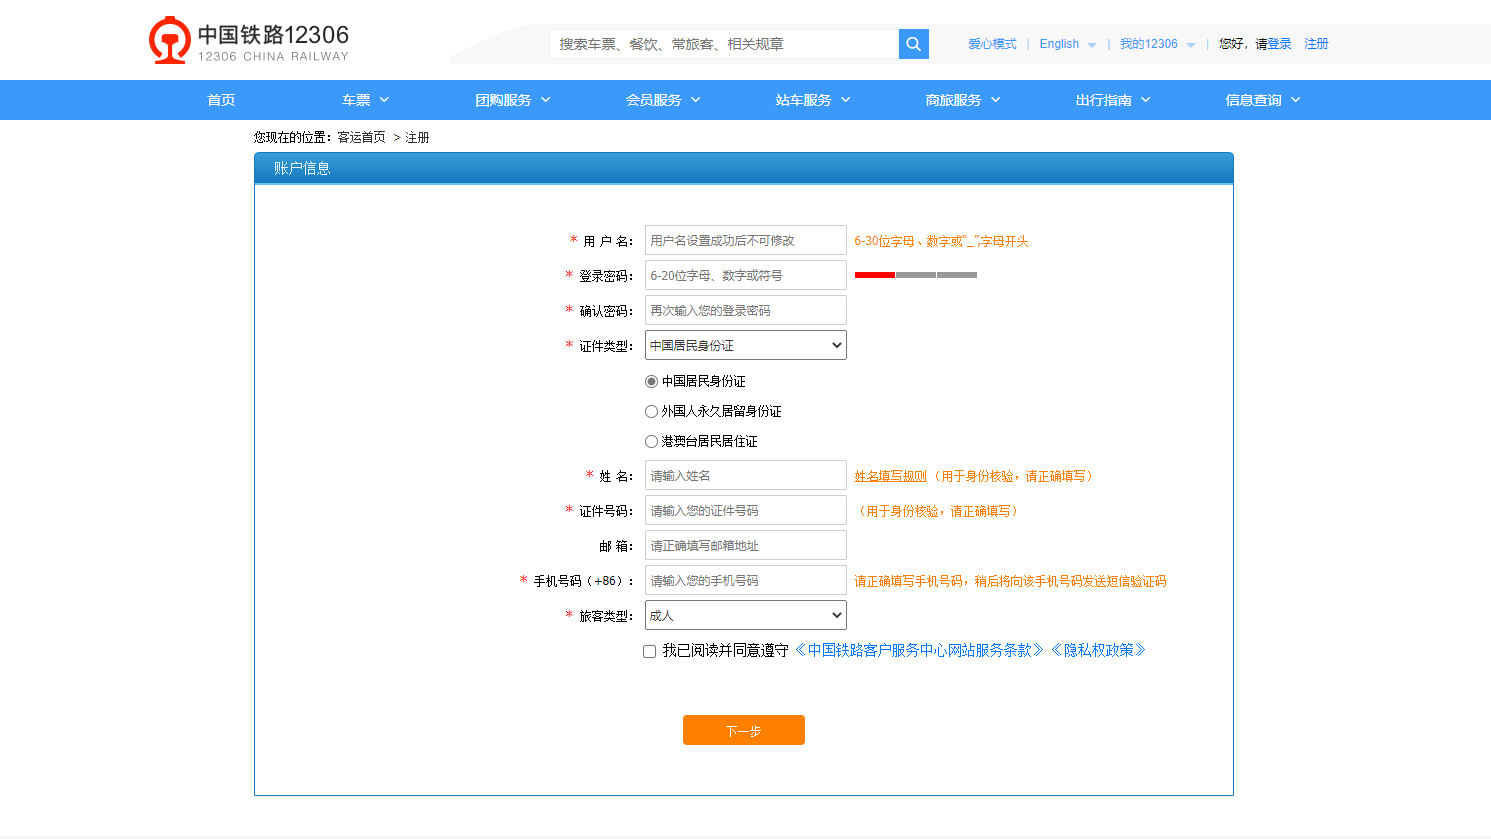 中国铁路12306
12306 CHINA RAILWAY
搜索车票、餐饮、常旅客、相关规章
爱心模式 | English | 我的12306 | 您好，请登录 注册
首页 车票 团购服务 会员服务 站车服务 商旅服务 出行指南 信息查询
您现在的位置：客运首页 > 注册
账户信息
* 用 户 名： 用户名设置成功后不可修改 6-30位字母、数字或“_”,字母开头
* 登录密码： 6-20位字母、数字或符号
* 确认密码： 再次输入您的登录密码
* 证件类型： 中国居民身份证
中国居民身份证
外国人永久居留身份证
港澳台居民居住证
* 姓 名： 请输入姓名 姓名填写规则（用于身份核验，请正确填写）
* 证件号码： 请输入您的证件号码 （用于身份核验，请正确填写）
邮 箱： 请正确填写邮箱地址
* 手机号码（+86）： 请输入您的手机号码 请正确填写手机号码，稍后将向该手机号码发送短信验证码
* 旅客类型： 成人
我已阅读并同意遵守《中国铁路客户服务中心网站服务条款》《隐私权政策》
下一步